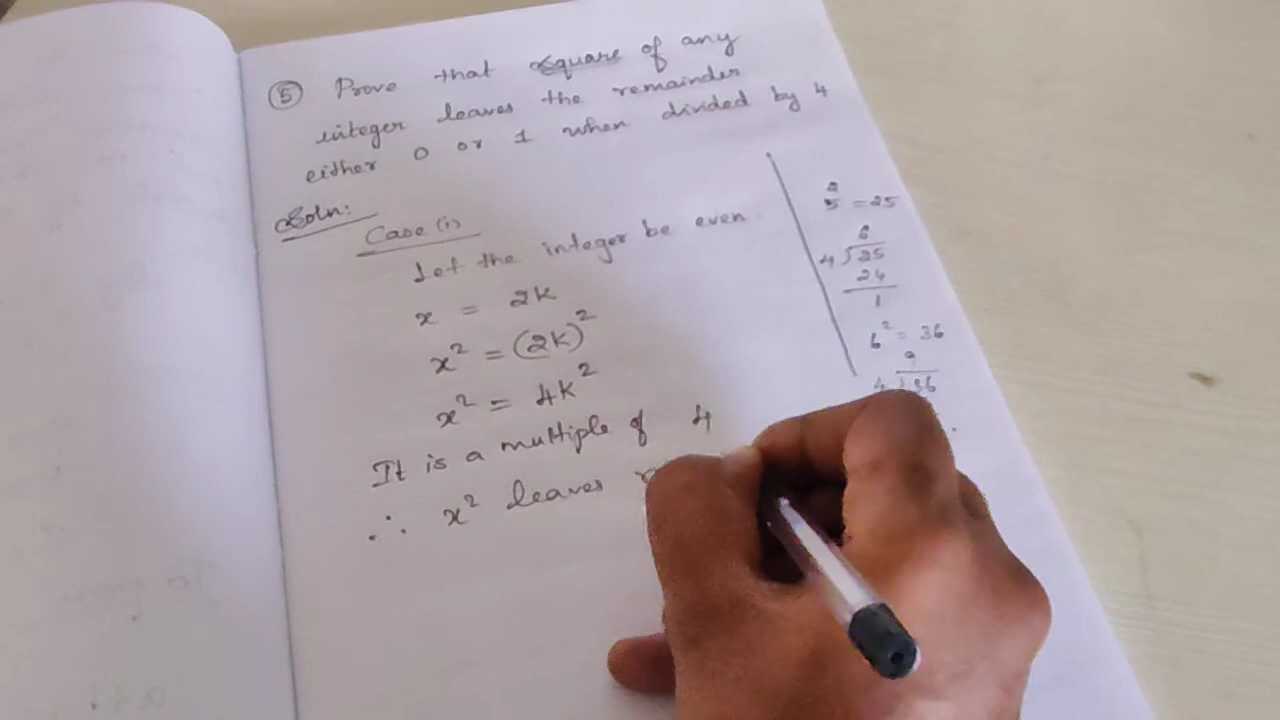 ⑤ Prove that square of any
integer leaves the remainder
either 0 or 1 when divided by 4
Soln:
Case (i)
Let the integer be even.
x = 2k
x² = (2k)²
x² = 4k²
It is a multiple of 4
∴ x² leaves
5² = 25
6
4 √25
24
1
6² = 36
9
4 √36